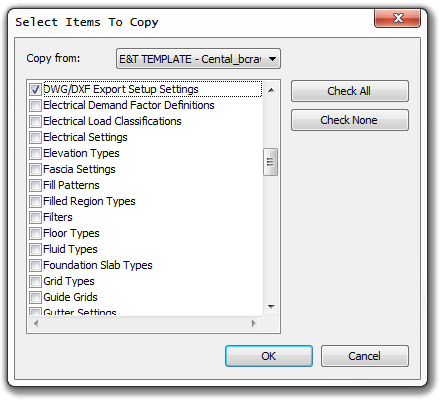 Select Items To Copy
Copy from: E&T TEMPLATE - Cental_bcrav
DWG/DXF Export Setup Settings
Check All
Electrical Demand Factor Definitions
Electrical Load Classifications
Check None
Electrical Settings
Elevation Types
Fascia Settings
Fill Patterns
Filled Region Types
Filters
Floor Types
Fluid Types
Foundation Slab Types
Grid Types
Guide Grids
Gutter Settings
OK Cancel